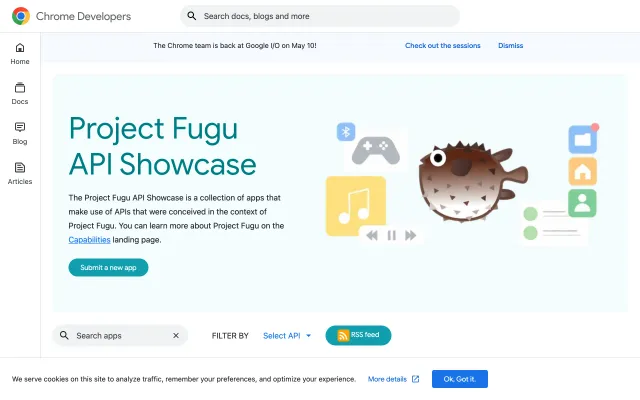 Chrome Developers
Search docs, blogs and more
The Chrome team is back at Google I/O on May 10!
Check out the sessions
Dismiss
Home
Docs
Blog
Articles
Project Fugu
API Showcase
The Project Fugu API Showcase is a collection of apps that
make use of APIs that were conceived in the context of
Project Fugu. You can learn more about Project Fugu on the
Capabilities landing page.
Submit a new app
Search apps
FILTER BY
Select API
RSS feed
We serve cookies on this site to analyze traffic, remember your preferences, and optimize your experience.
More details
Ok, Got it.